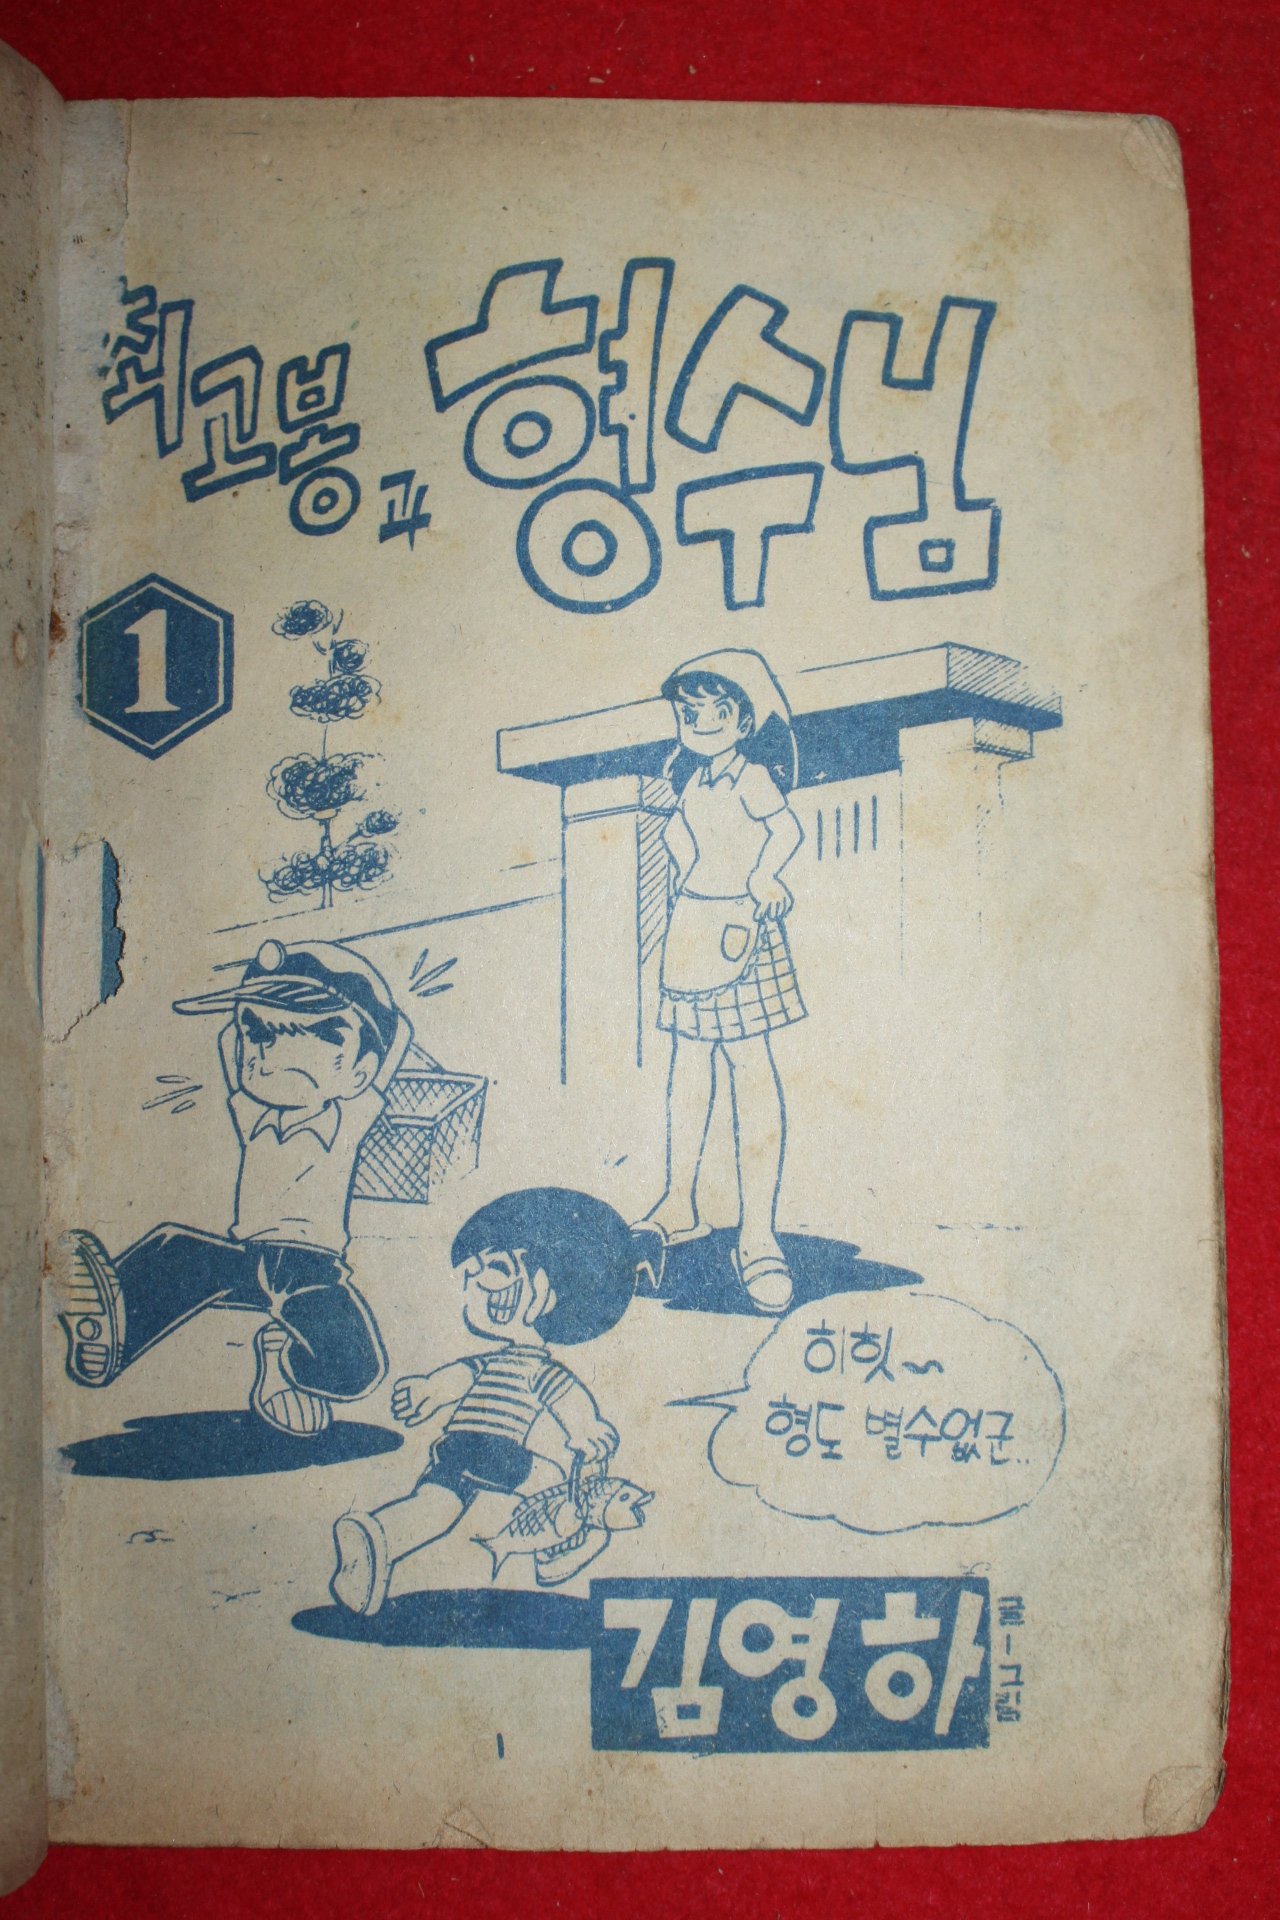 최고봉과 형수님
1
히힛~
형도 별수없군..
김영하
글 - 그림
1